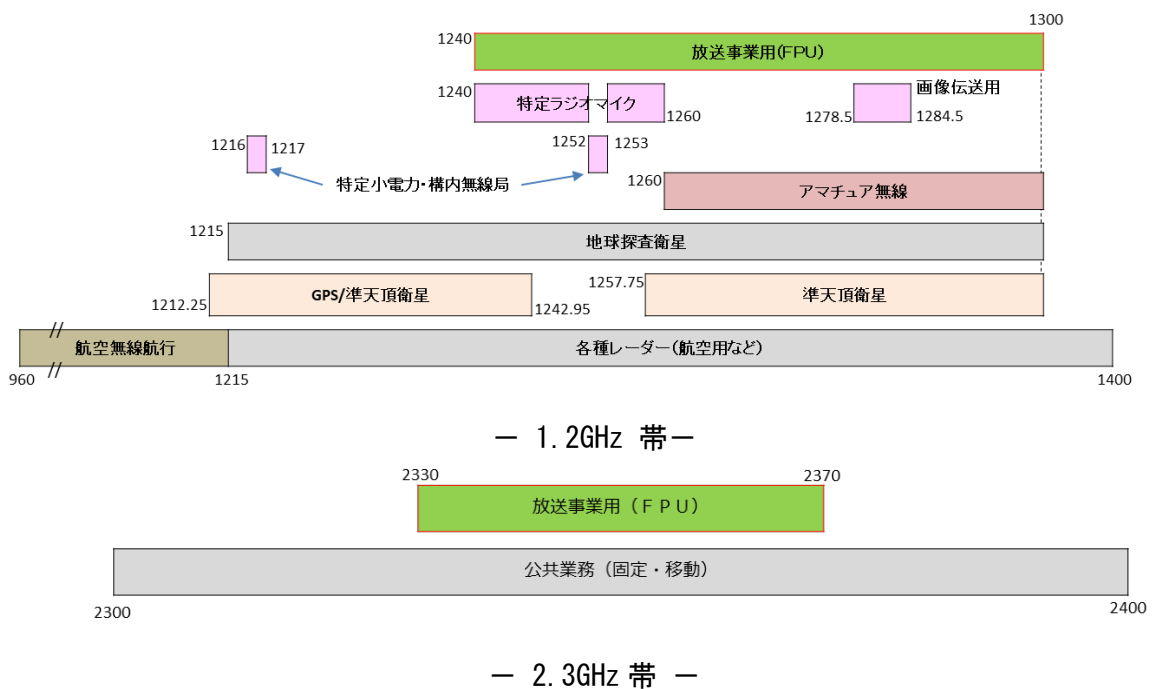 1300
1240
放送事業用(FPU)
1240
特定ラジオマイク
1260
1278.5
画像伝送用
1284.5
1216
1217
1252
1253
特定小電力・構内無線局
1260
アマチュア無線
1215
地球探査衛星
1212.25
GPS/準天頂衛星
1242.95
1257.75
準天頂衛星
航空無線航行
各種レーダー(航空用など)
960
1215
1400
― 1.2GHz 帯―
2330
2370
放送事業用(FPU)
公共業務(固定・移動)
2300
2400
― 2.3GHz 帯 ―